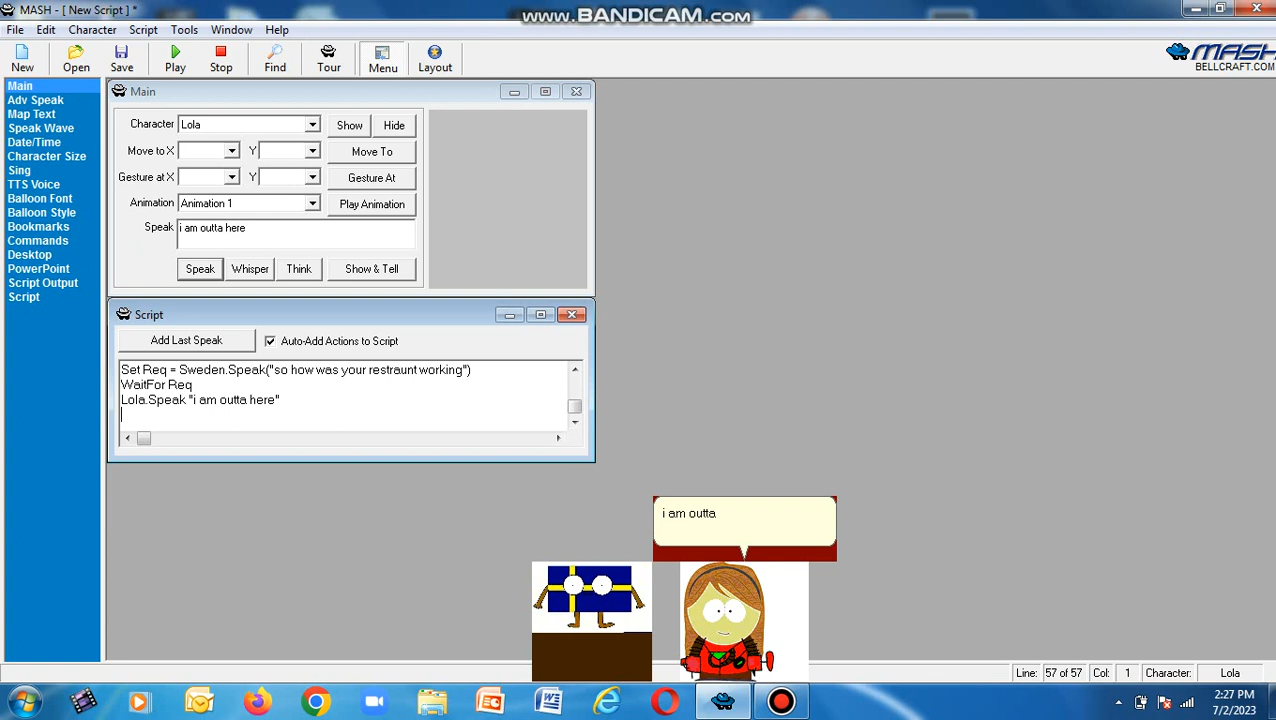 MASH - [ New Script ] *
www.BANDICAM.com
File Edit Character Script Tools Window Help
New Open Save Play Stop Find Tour Menu Layout
MASH
BELLCRAFT.COM
Main
Adv Speak
Map Text
Speak Wave
Date/Time
Character Size
Sing
TTS Voice
Balloon Font
Balloon Style
Bookmarks
Commands
Desktop
PowerPoint
Script Output
Script
Main
Character Lola Show Hide
Move to X Y Move To
Gesture at X Y Gesture At
Animation Animation 1 Play Animation
Speak i am outta here
Speak Whisper Think Show & Tell
Script
Add Last Speak Auto-Add Actions to Script
Set Req = Sweden.Speak("so how was your restraunt working")
WaitFor Req
Lola.Speak "i am outta here"
i am outta
Line: 57 of 57 Col: 1 Character: Lola
2:27 PM
7/2/2023